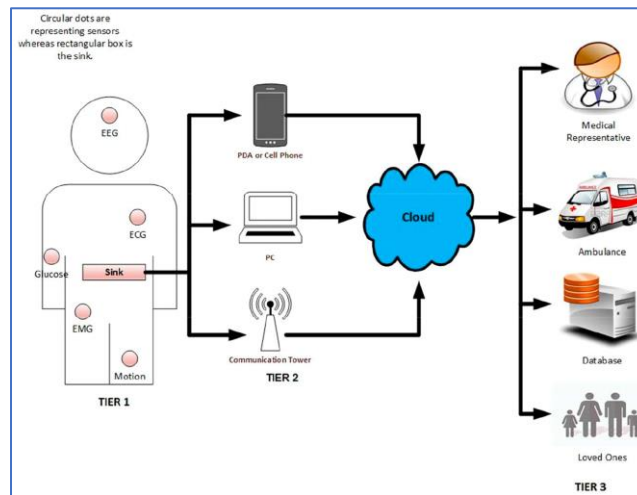 Circular dots are
representing sensors
whereas rectangular box is
the sink.
EEG
ECG
Glucose
Sink
EMG
Motion
TIER 1
PDA or Cell Phone
PC
Communication Tower
TIER 2
Cloud
Medical
Representative
AMBULANCE
Ambulance
Database
Loved Ones
TIER 3